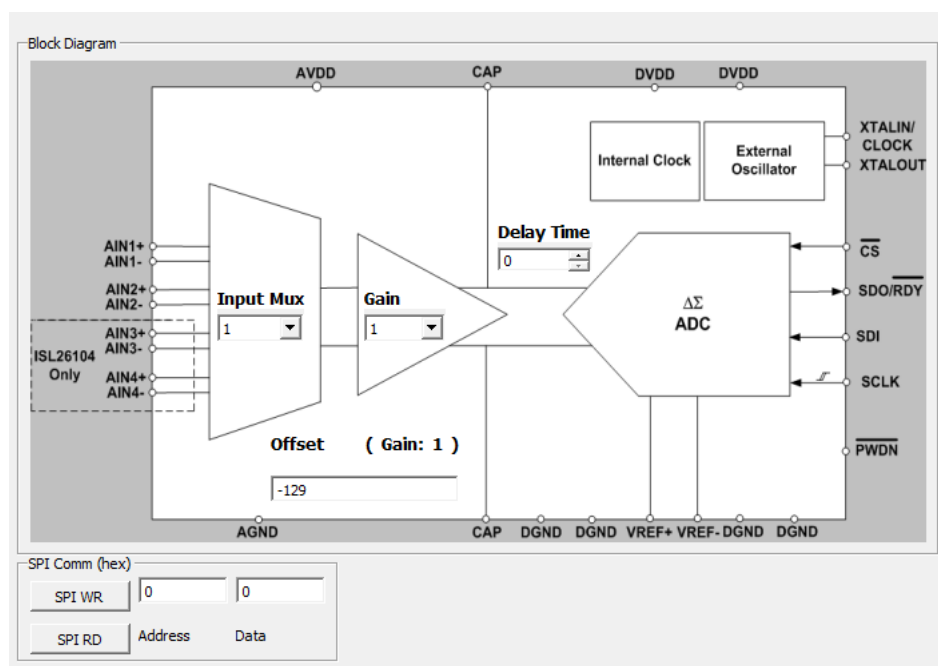 Block Diagram
AVDD
CAP
DVDD
DVDD
XTALIN/
CLOCK
XTALOUT
Internal Clock
External
Oscillator
Delay Time
0
AIN1+
AIN1-
AIN2+
AIN2-
AIN3+
AIN3-
AIN4+
AIN4-
ISL26104
Only
Input Mux
1
Gain
1
ΔΣ
ADC
CS
SDO/RDY
SDI
SCLK
PWDN
Offset ( Gain: 1 )
-129
AGND
CAP
DGND
DGND
VREF+
VREF-
DGND
DGND
SPI Comm (hex)
SPI WR
0
0
SPI RD
Address
Data